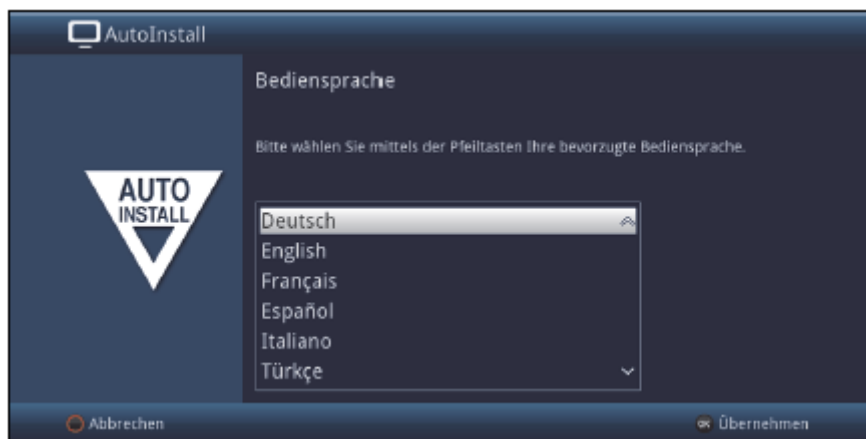 AutoInstall
Bediensprache
Bitte wählen Sie mittels der Pfeiltasten Ihre bevorzugte Bediensprache.
AUTO
INSTALL
Deutsch
English
Français
Español
Italiano
Türkçe
Abbrechen
OK Übernehmen